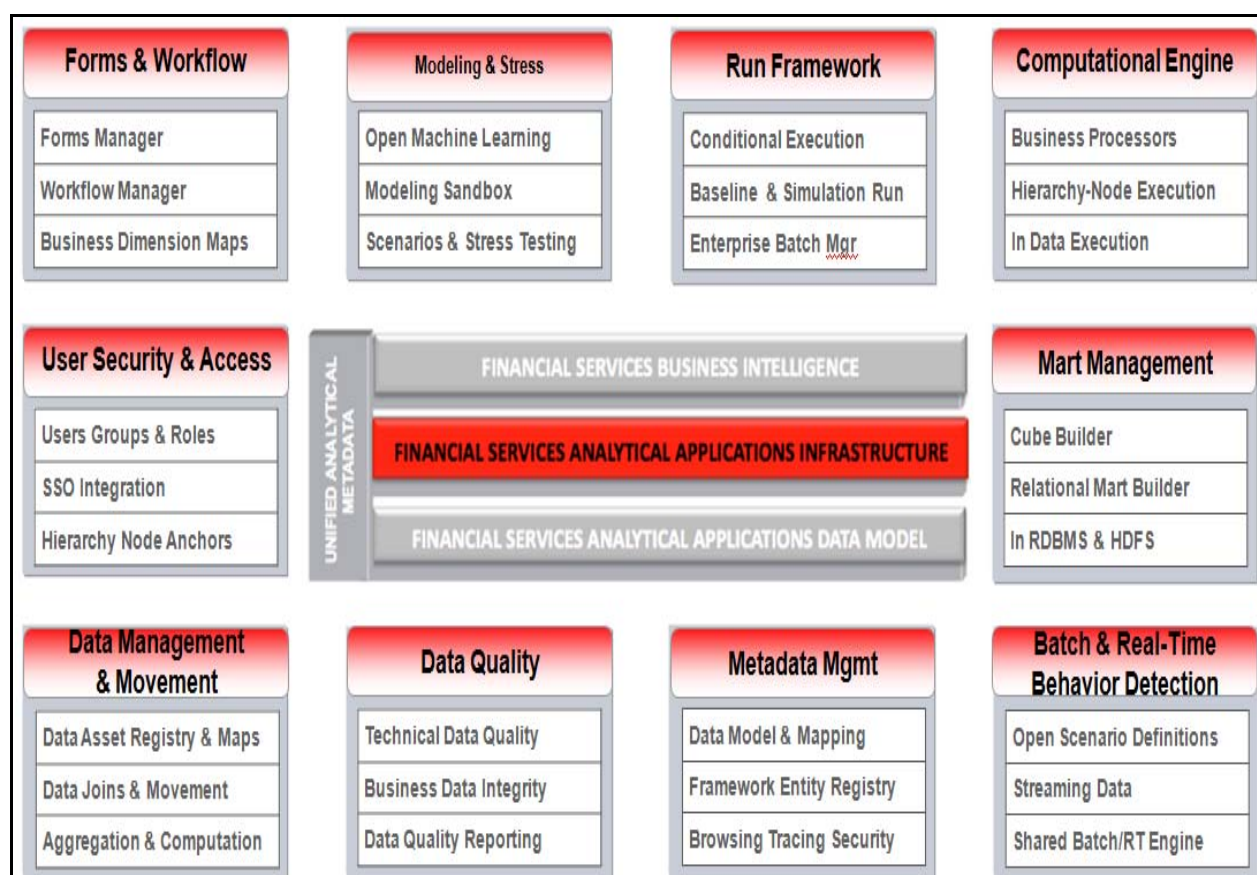 Forms & Workflow
Forms Manager
Workflow Manager
Business Dimension Maps
Modeling & Stress
Open Machine Learning
Modeling Sandbox
Scenarios & Stress Testing
Run Framework
Conditional Execution
Baseline & Simulation Run
Enterprise Batch Mgr
Computational Engine
Business Processors
Hierarchy-Node Execution
In Data Execution
User Security & Access
Users Groups & Roles
SSO Integration
Hierarchy Node Anchors
UNIFIED ANALYTICAL
METADATA
FINANCIAL SERVICES BUSINESS INTELLIGENCE
FINANCIAL SERVICES ANALYTICAL APPLICATIONS INFRASTRUCTURE
FINANCIAL SERVICES ANALYTICAL APPLICATIONS DATA MODEL
Mart Management
Cube Builder
Relational Mart Builder
In RDBMS & HDFS
Data Management
& Movement
Data Asset Registry & Maps
Data Joins & Movement
Aggregation & Computation
Data Quality
Technical Data Quality
Business Data Integrity
Data Quality Reporting
Metadata Mgmt
Data Model & Mapping
Framework Entity Registry
Browsing Tracing Security
Batch & Real-Time
Behavior Detection
Open Scenario Definitions
Streaming Data
Shared Batch/RT Engine